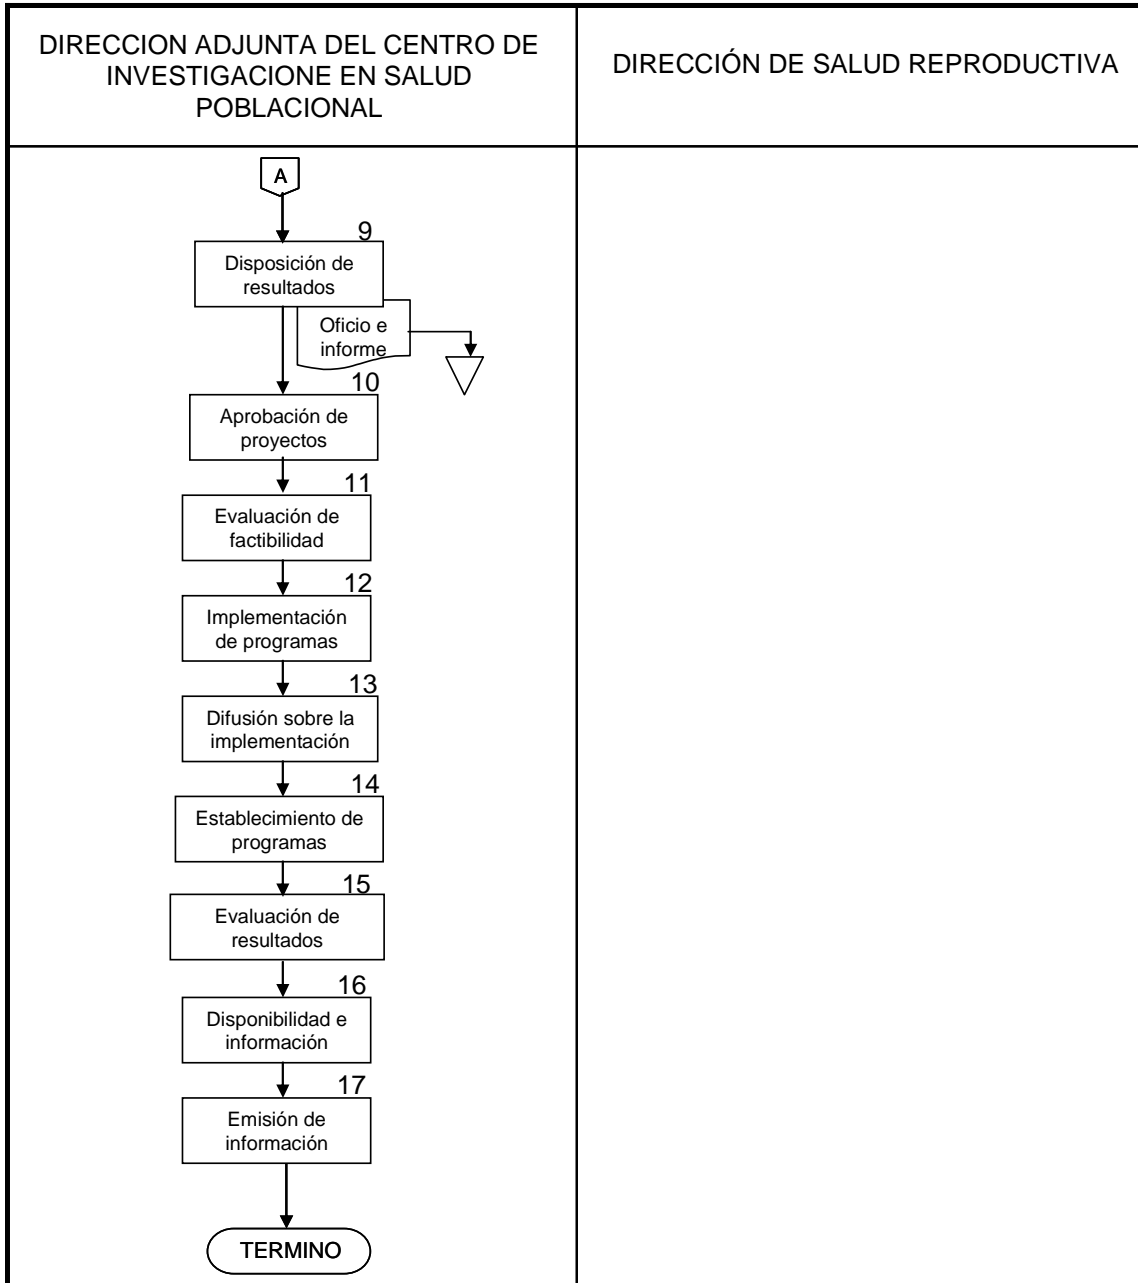 DIRECCION ADJUNTA DEL CENTRO DE
INVESTIGACIONE EN SALUD
POBLACIONAL
DIRECCIÓN DE SALUD REPRODUCTIVA
A
9
Disposición de
resultados
Oficio e
informe
10
Aprobación de
proyectos
11
Evaluación de
factibilidad
12
Implementación
de programas
13
Difusión sobre la
implementación
14
Establecimiento de
programas
15
Evaluación de
resultados
16
Disponibilidad e
información
17
Emisión de
información
TERMINO